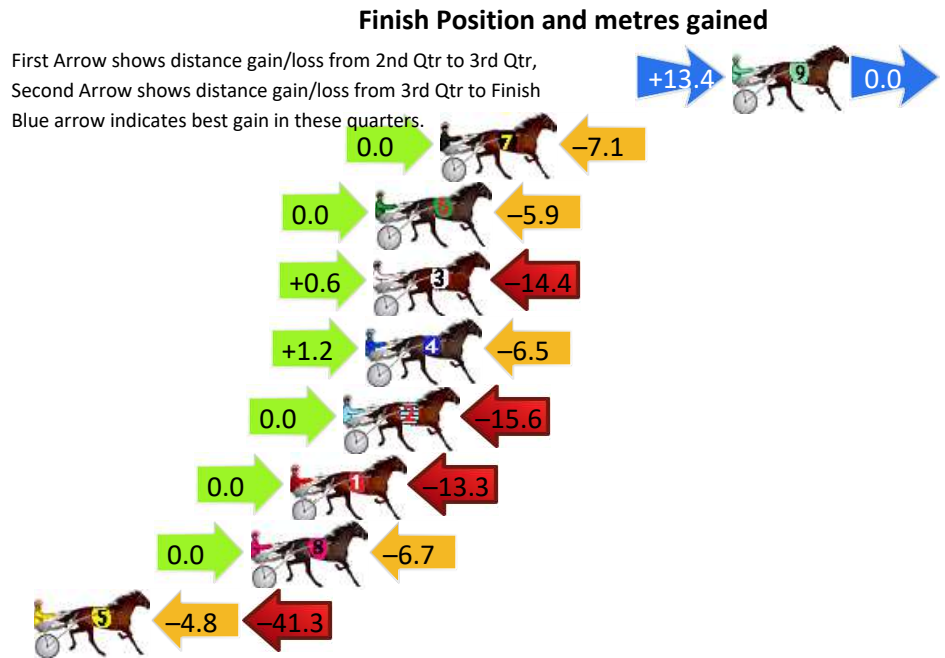 Finish Position and metres gained
First Arrow shows distance gain/loss from 2nd Qtr to 3rd Qtr,
Second Arrow shows distance gain/loss from 3rd Qtr to Finish
Blue arrow indicates best gain in these quarters.
+13.4 9 0.0
0.0 7 –7.1
0.0 –5.9
+0.6 3 –14.4
+1.2 4 –6.5
0.0 2 –15.6
0.0 1 –13.3
0.0 8 –6.7
5 –4.8 –41.3